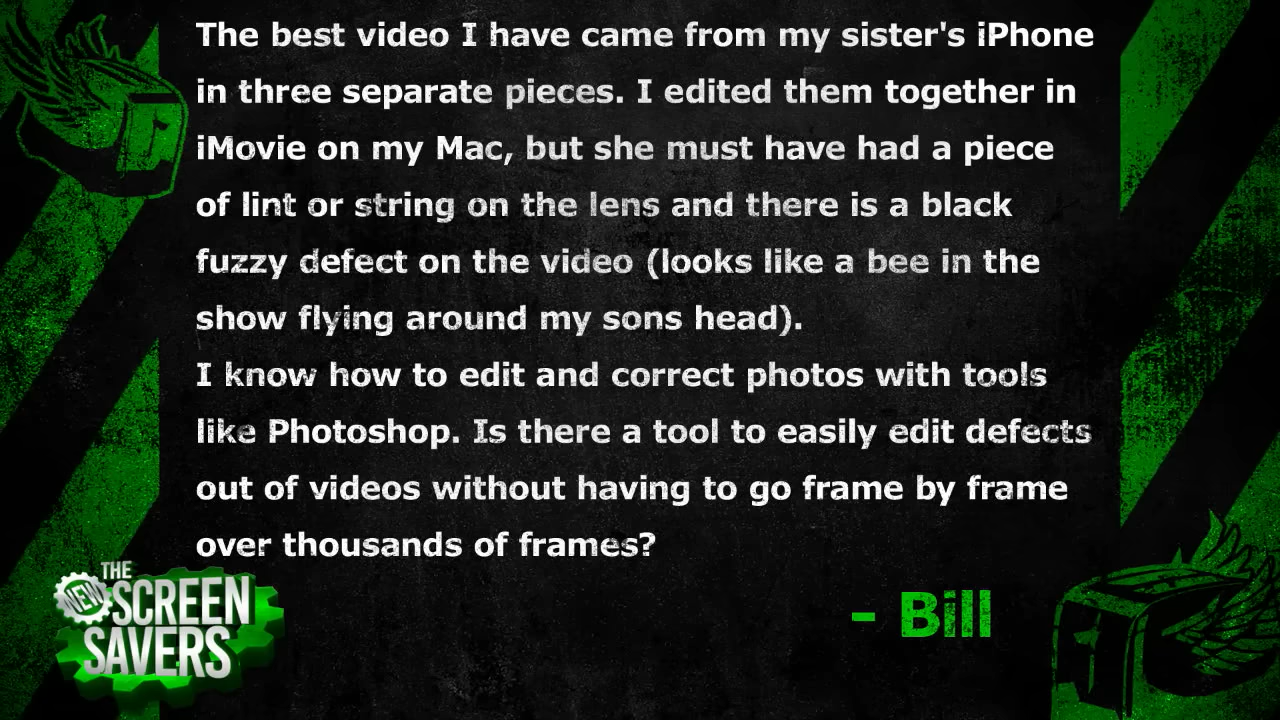 The best video I have came from my sister's iPhone
in three separate pieces. I edited them together in
iMovie on my Mac, but she must have had a piece
of lint or string on the lens and there is a black
fuzzy defect on the video (looks like a bee in the
show flying around my sons head).
I know how to edit and correct photos with tools
like Photoshop. Is there a tool to easily edit defects
out of videos without having to go frame by frame
over thousands of frames?
- Bill
THE
NEW SCREEN
SAVERS